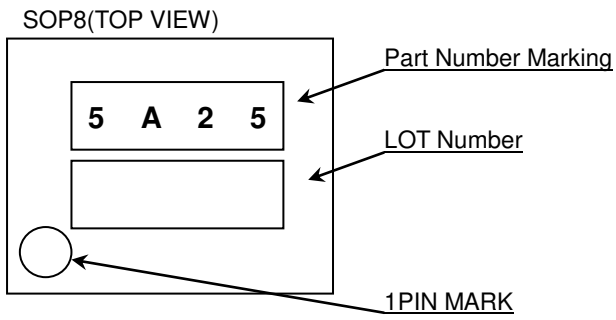 SOP8(TOP VIEW)
Part Number Marking
5 A 2 5
LOT Number
1PIN MARK